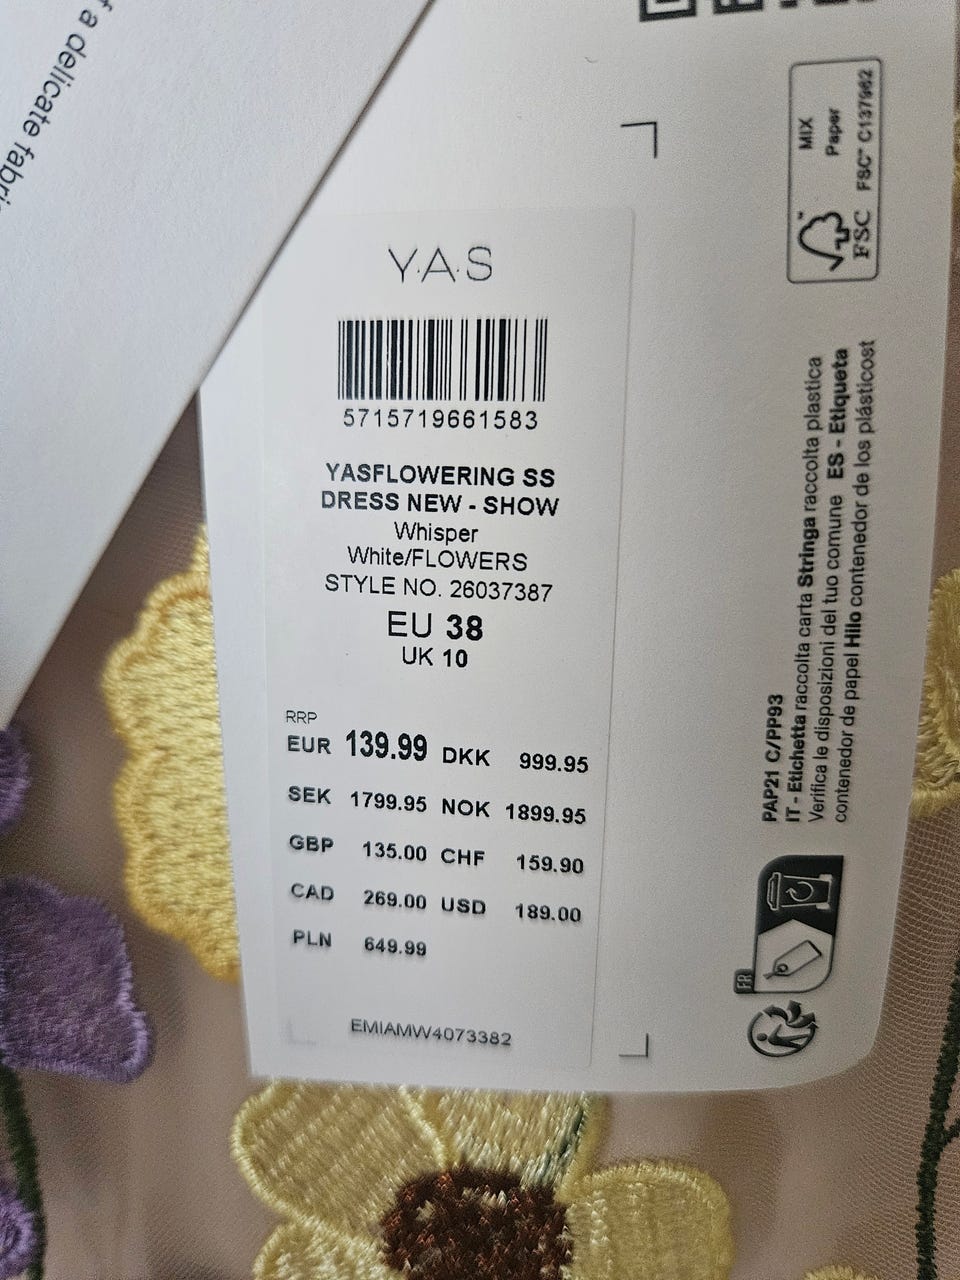 f a delicate fabri
Y.A.S
5715719661583
YASFLOWERING SS
DRESS NEW - SHOW
Whisper
White/FLOWERS
STYLE NO. 26037387
EU 38
UK 10
RRP
EUR 139.99 DKK 999.95
SEK 1799.95 NOK 1899.95
GBP 135.00 CHF 159.90
CAD 269.00 USD 189.00
PLN 649.99
EMIAMW4073382
MIX
Paper
FSC
FSC™ C137962
PAP21 C/PP93
IT - Etichetta raccolta carta Stringa raccolta plastica
Verifica le disposizioni del tuo comune ES - Etiqueta
contenedor de papel Hilo contenedor de los plásticost
FR